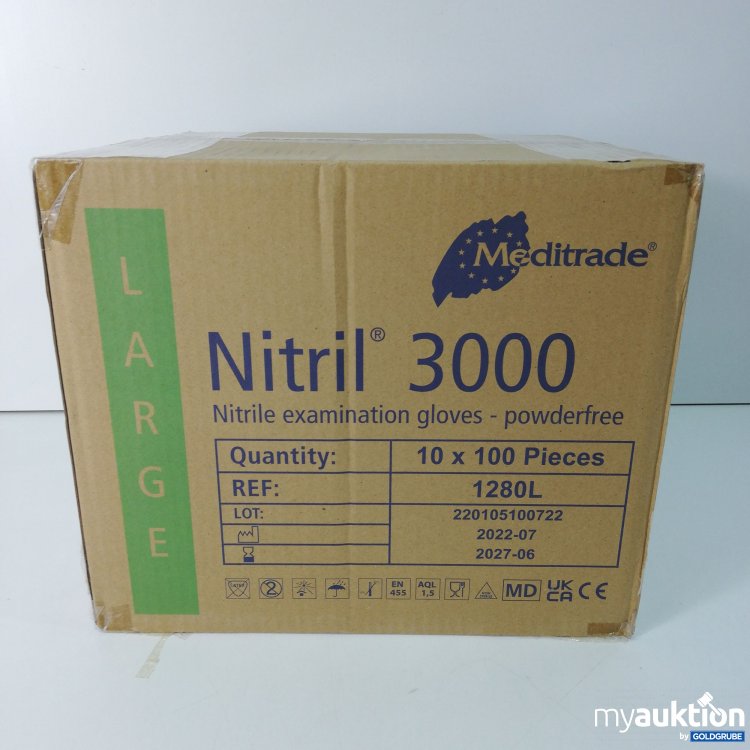 LARGE
Meditrade®
Nitril® 3000
Nitrile examination gloves - powderfree
Quantity: 10 x 100 Pieces
REF: 1280L
LOT: 220105100722
2022-07
2027-06
2 EN 455 AQL 1,5 MD UK CA CE
myauktion
by GOLDGRUBE